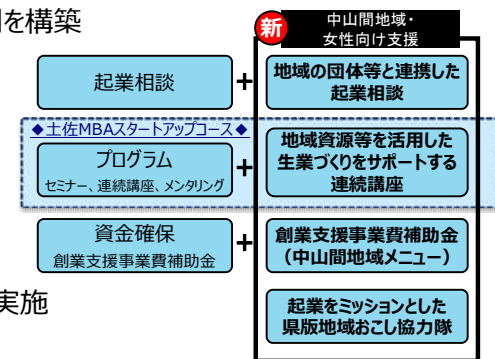 を構築
新
中山間地域・
女性向け支援
起業相談
+
地域の団体等と連携した
起業相談
◆土佐MBAスタートアップコース◆
プログラム
セミナー、連続講座、メンタリング
+
地域資源等を活用した
生業づくりをサポートする
連続講座
資金確保
創業支援事業費補助金
+
創業支援事業費補助金
（中山間地域メニュー）
実施
起業をミッションとした
県版地域おこし協力隊